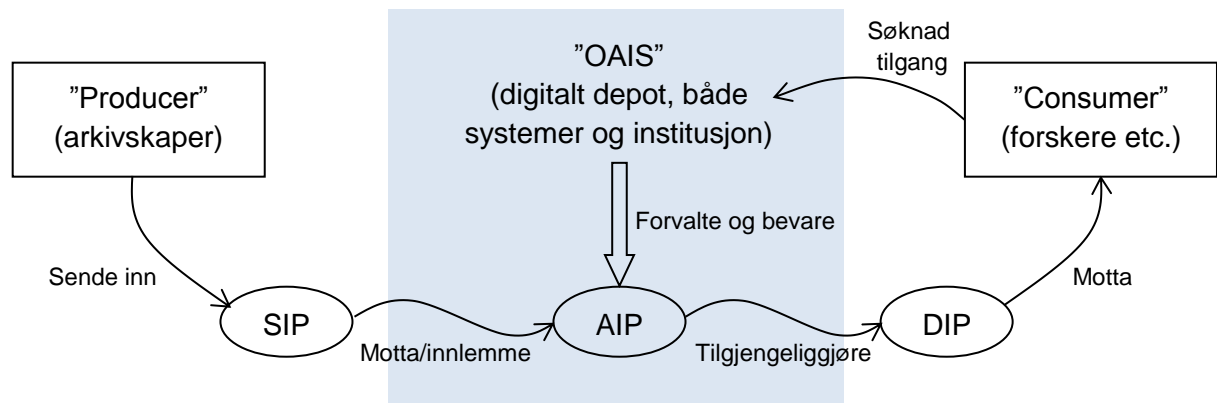 ”Producer”
(arkivskaper)
”OAIS”
(digitalt depot, både
systemer og institusjon)
Søknad
tilgang
”Consumer”
(forskere etc.)
Forvalte og bevare
Sende inn
Motta
SIP
AIP
DIP
Motta/innlemme
Tilgjengeliggjøre